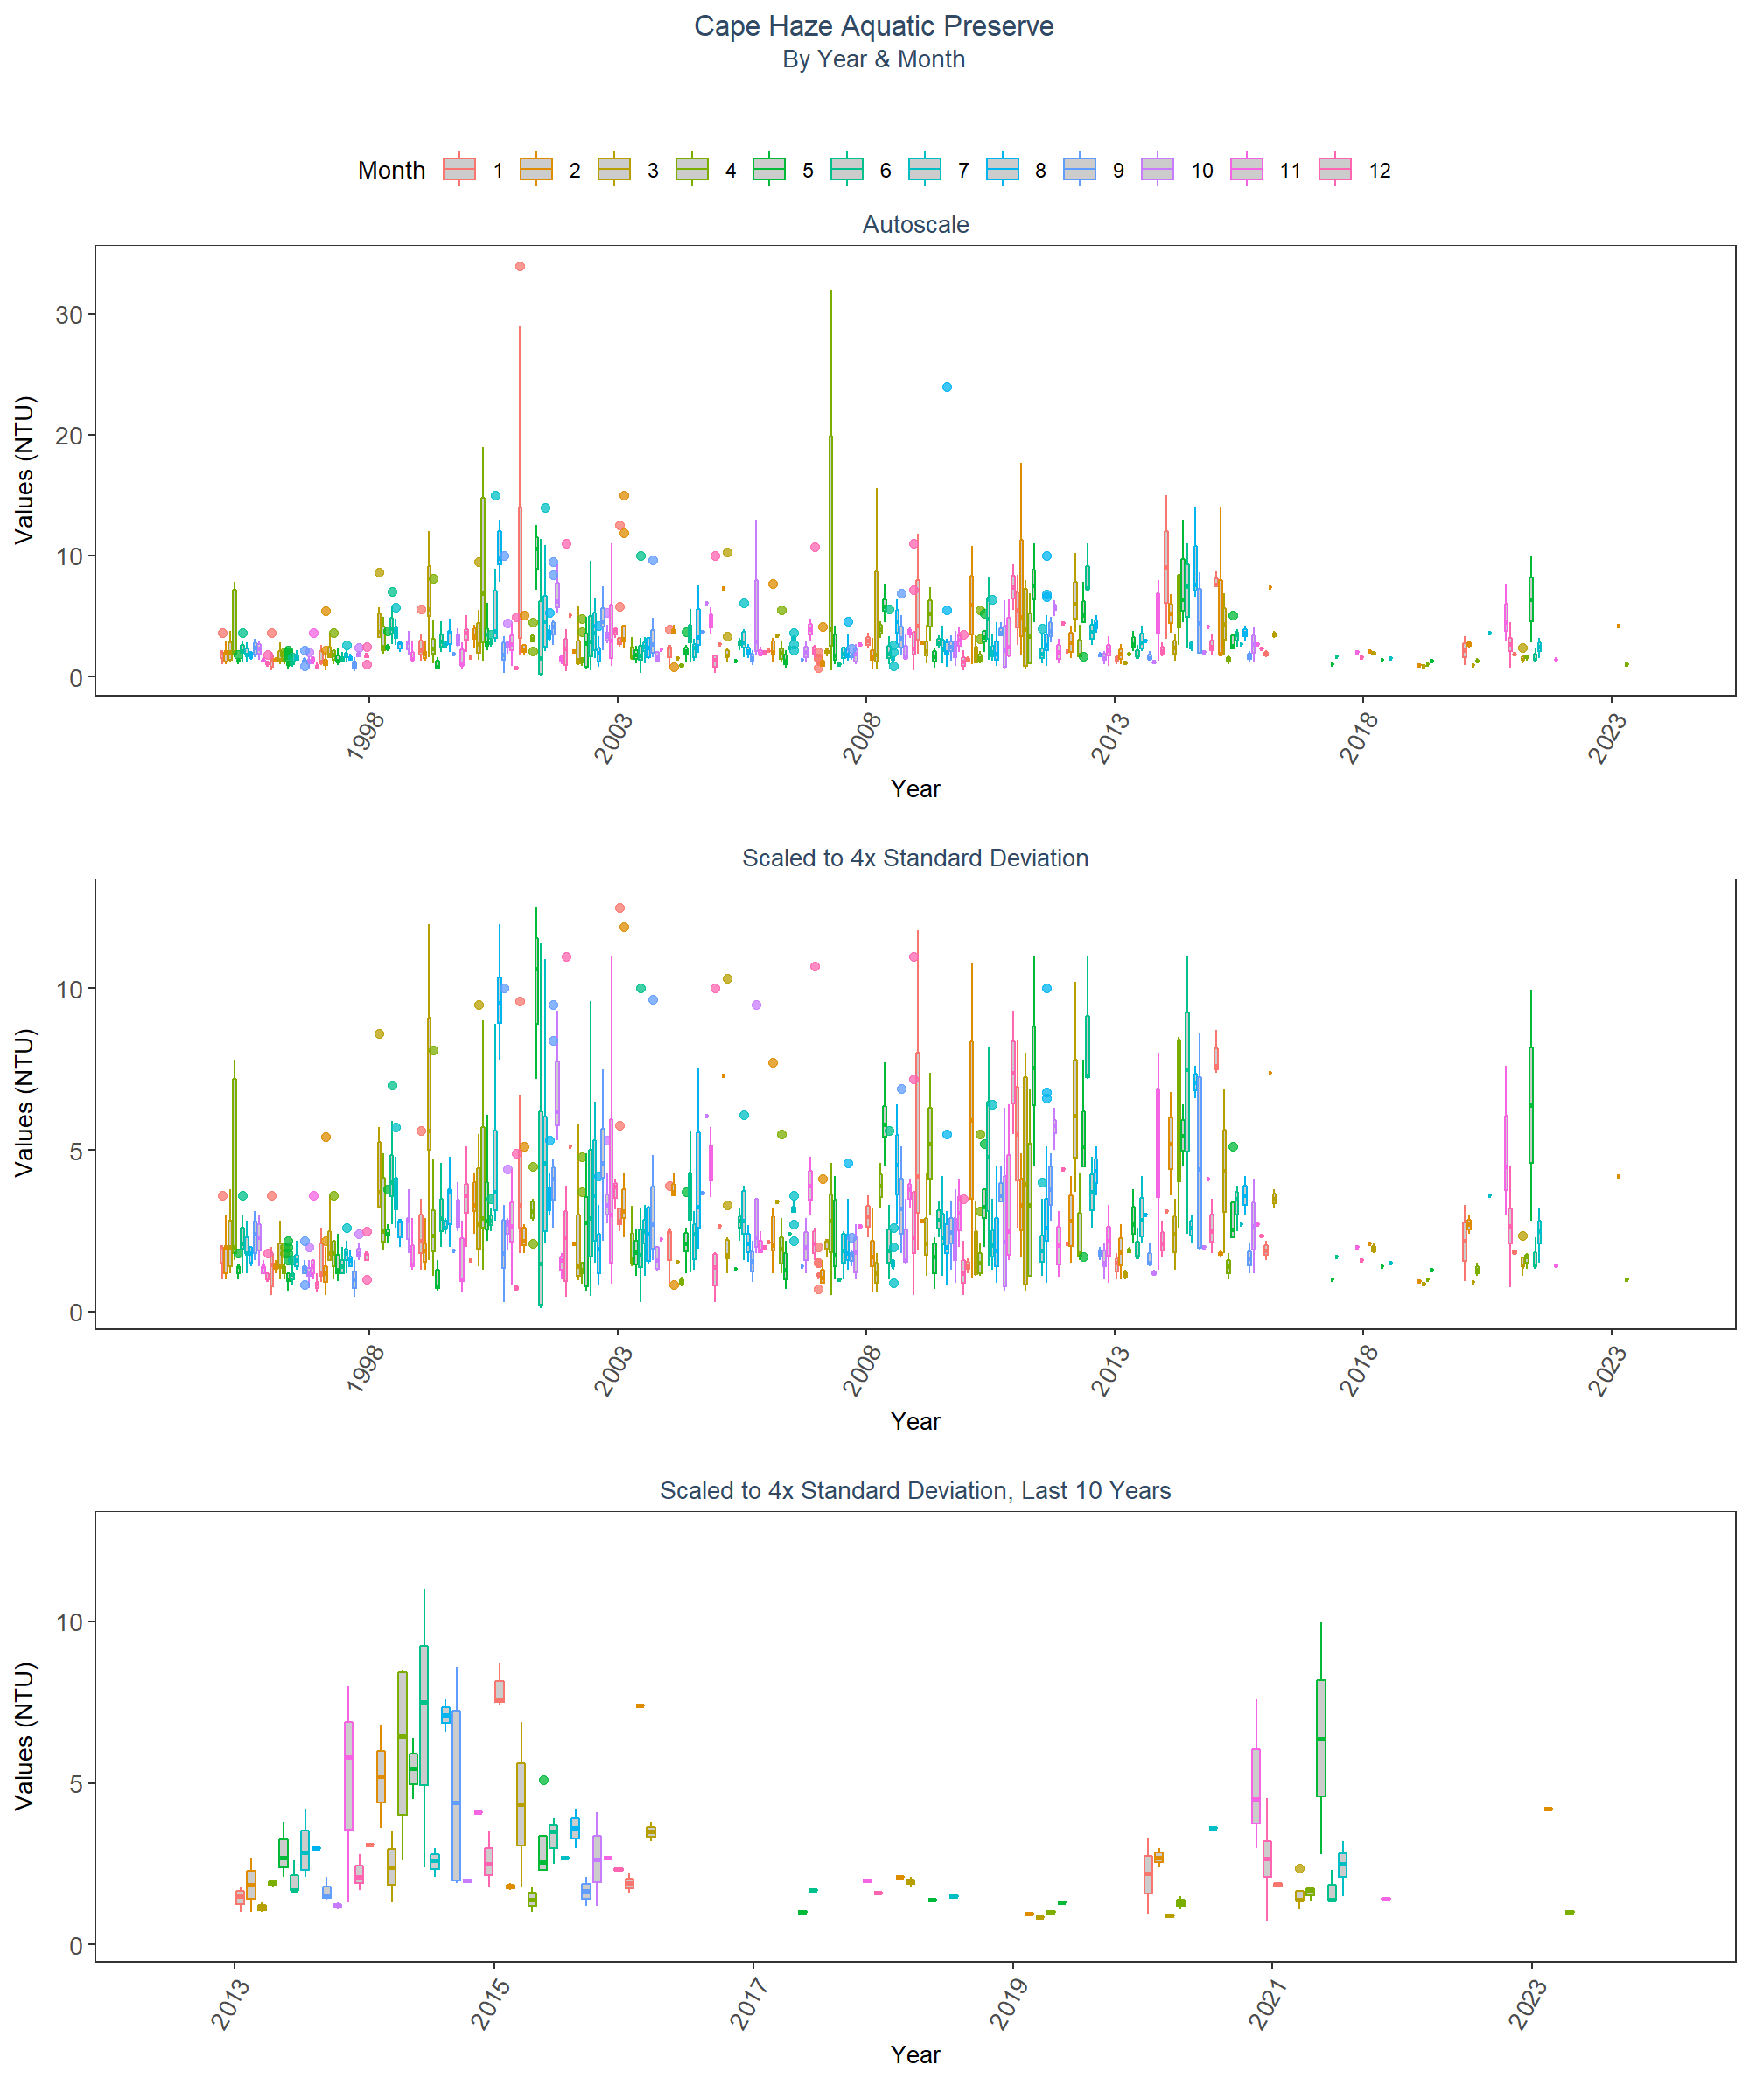 Cape Haze Aquatic Preserve
By Year & Month
Month 1 2 3 4 5 6 7 8 9 10 11 12
Autoscale
Values (NTU)
30
20
10
0
1998 2003 2008 2013 2018 2023
Year
Scaled to 4x Standard Deviation
Values (NTU)
10
5
0
1998 2003 2008 2013 2018 2023
Year
Scaled to 4x Standard Deviation, Last 10 Years
Values (NTU)
10
5
0
2013 2015 2017 2019 2021 2023
Year